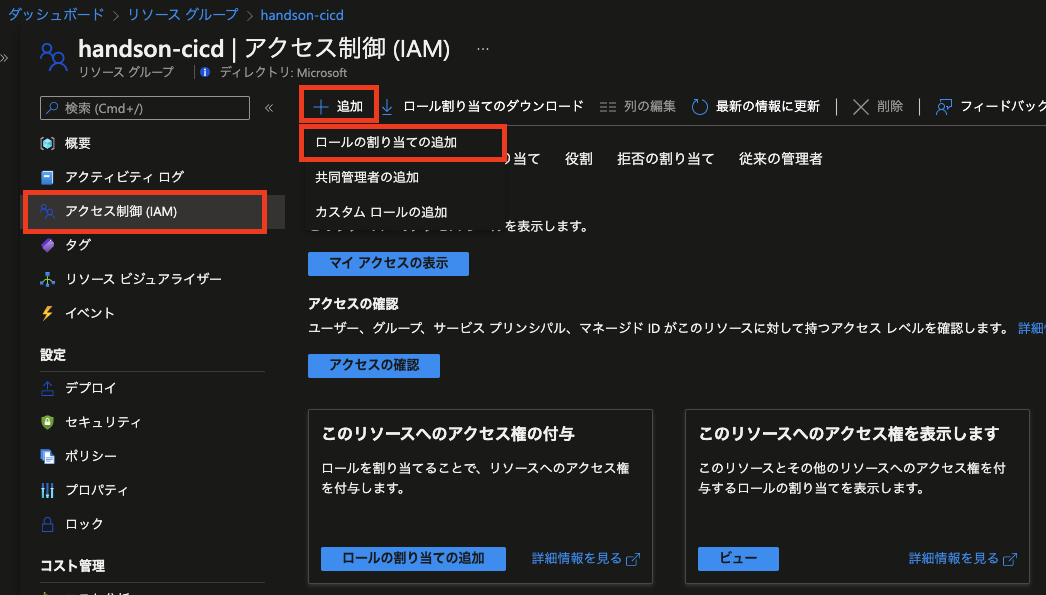 ダッシュボード > リソース グループ > handson-cicd
»
handson-cicd | アクセス制御 (IAM) ...
リソース グループ ディレクトリ: Microsoft
検索 (Cmd+/)
«
概要
アクティビティ ログ
アクセス制御 (IAM)
タグ
リソース ビジュアライザー
イベント
設定
デプロイ
セキュリティ
ポリシー
プロパティ
ロック
コスト管理
追加 ロール割り当てのダウンロード 列の編集 最新の情報に更新 削除 フィードバック
ロールの割り当ての追加
共同管理者の追加
カスタム ロールの追加
り当て 役割 拒否の割り当て 従来の管理者
を表示します。
マイ アクセスの表示
アクセスの確認
ユーザー、グループ、サービス プリンシパル、マネージド ID がこのリソースに対して持つアクセス レベルを確認します。 詳細
アクセスの確認
このリソースへのアクセス権の付与
ロールを割り当てることで、リソースへのアクセス権
を付与します。
ロールの割り当ての追加 詳細情報を見る
このリソースへのアクセス権を表示します
このリソースとその他のリソースへのアクセス権を付
与するロールの割り当てを表示します。
ビュー 詳細情報を見る